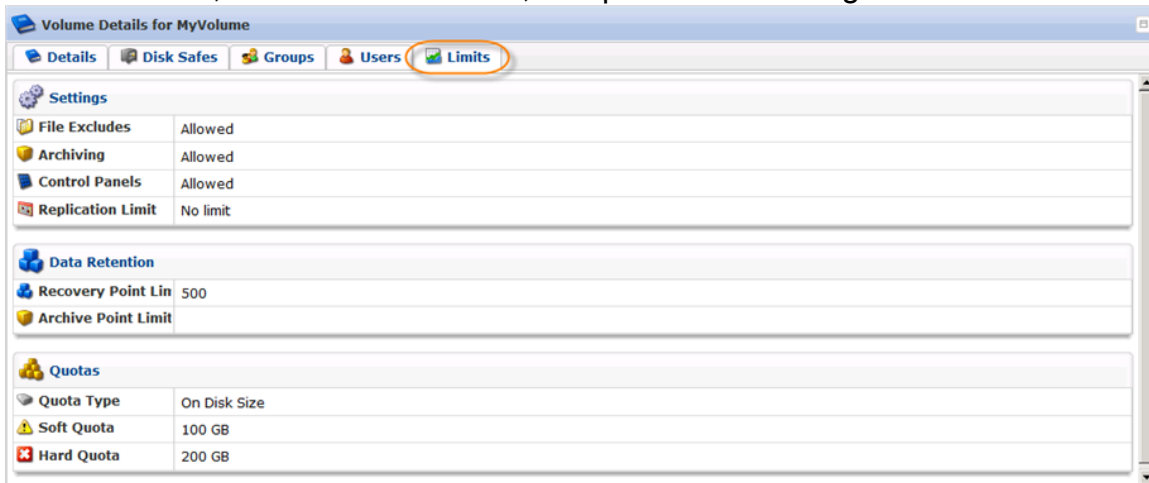 Volume Details for MyVolume
Details Disk Safes Groups Users Limits
Settings
File Excludes Allowed
Archiving Allowed
Control Panels Allowed
Replication Limit No limit
Data Retention
Recovery Point Lin 500
Archive Point Limit
Quotas
Quota Type On Disk Size
Soft Quota 100 GB
Hard Quota 200 GB